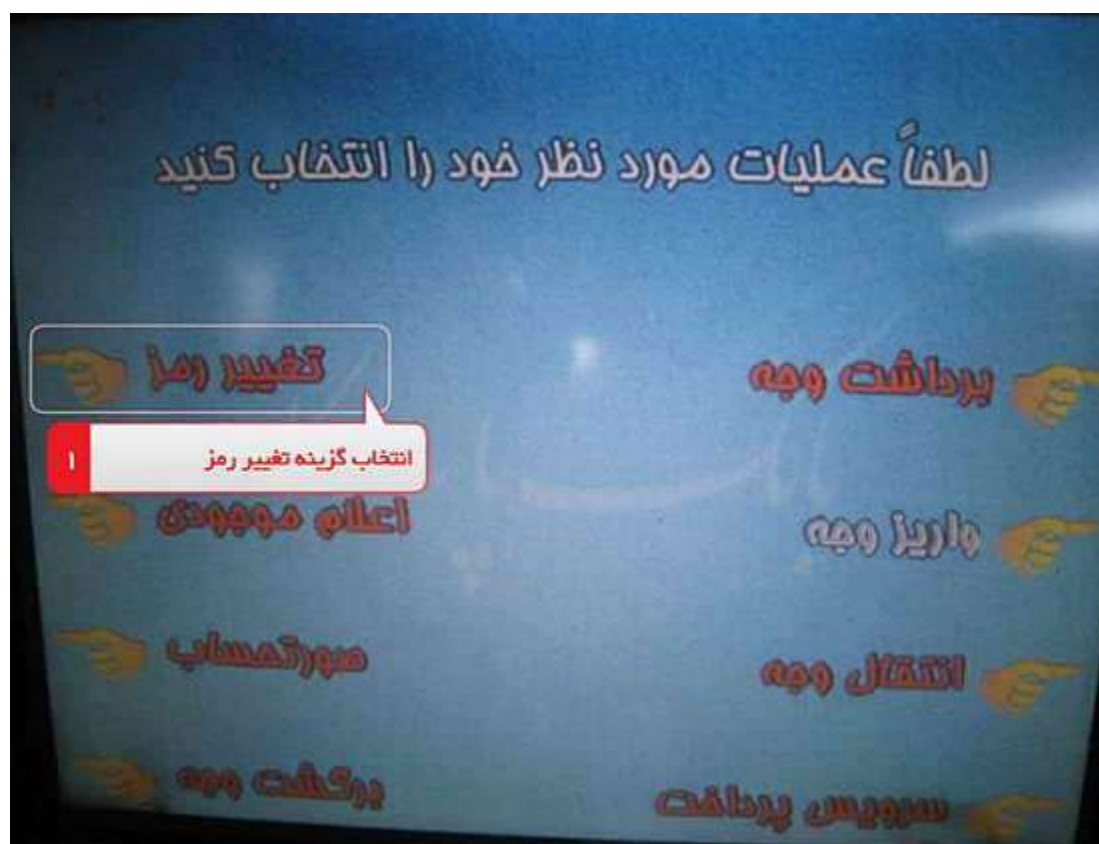 لطفاً عملیات مورد نظر خود را انتخاب کنید
برداشت وجه
تغییر رمز
انتخاب گزینه تغییر رمز
۱
واریز وجه
اعلام موجودی
انتقال وجه
صورتحساب
سرویس پرداخت
برگشت وجه